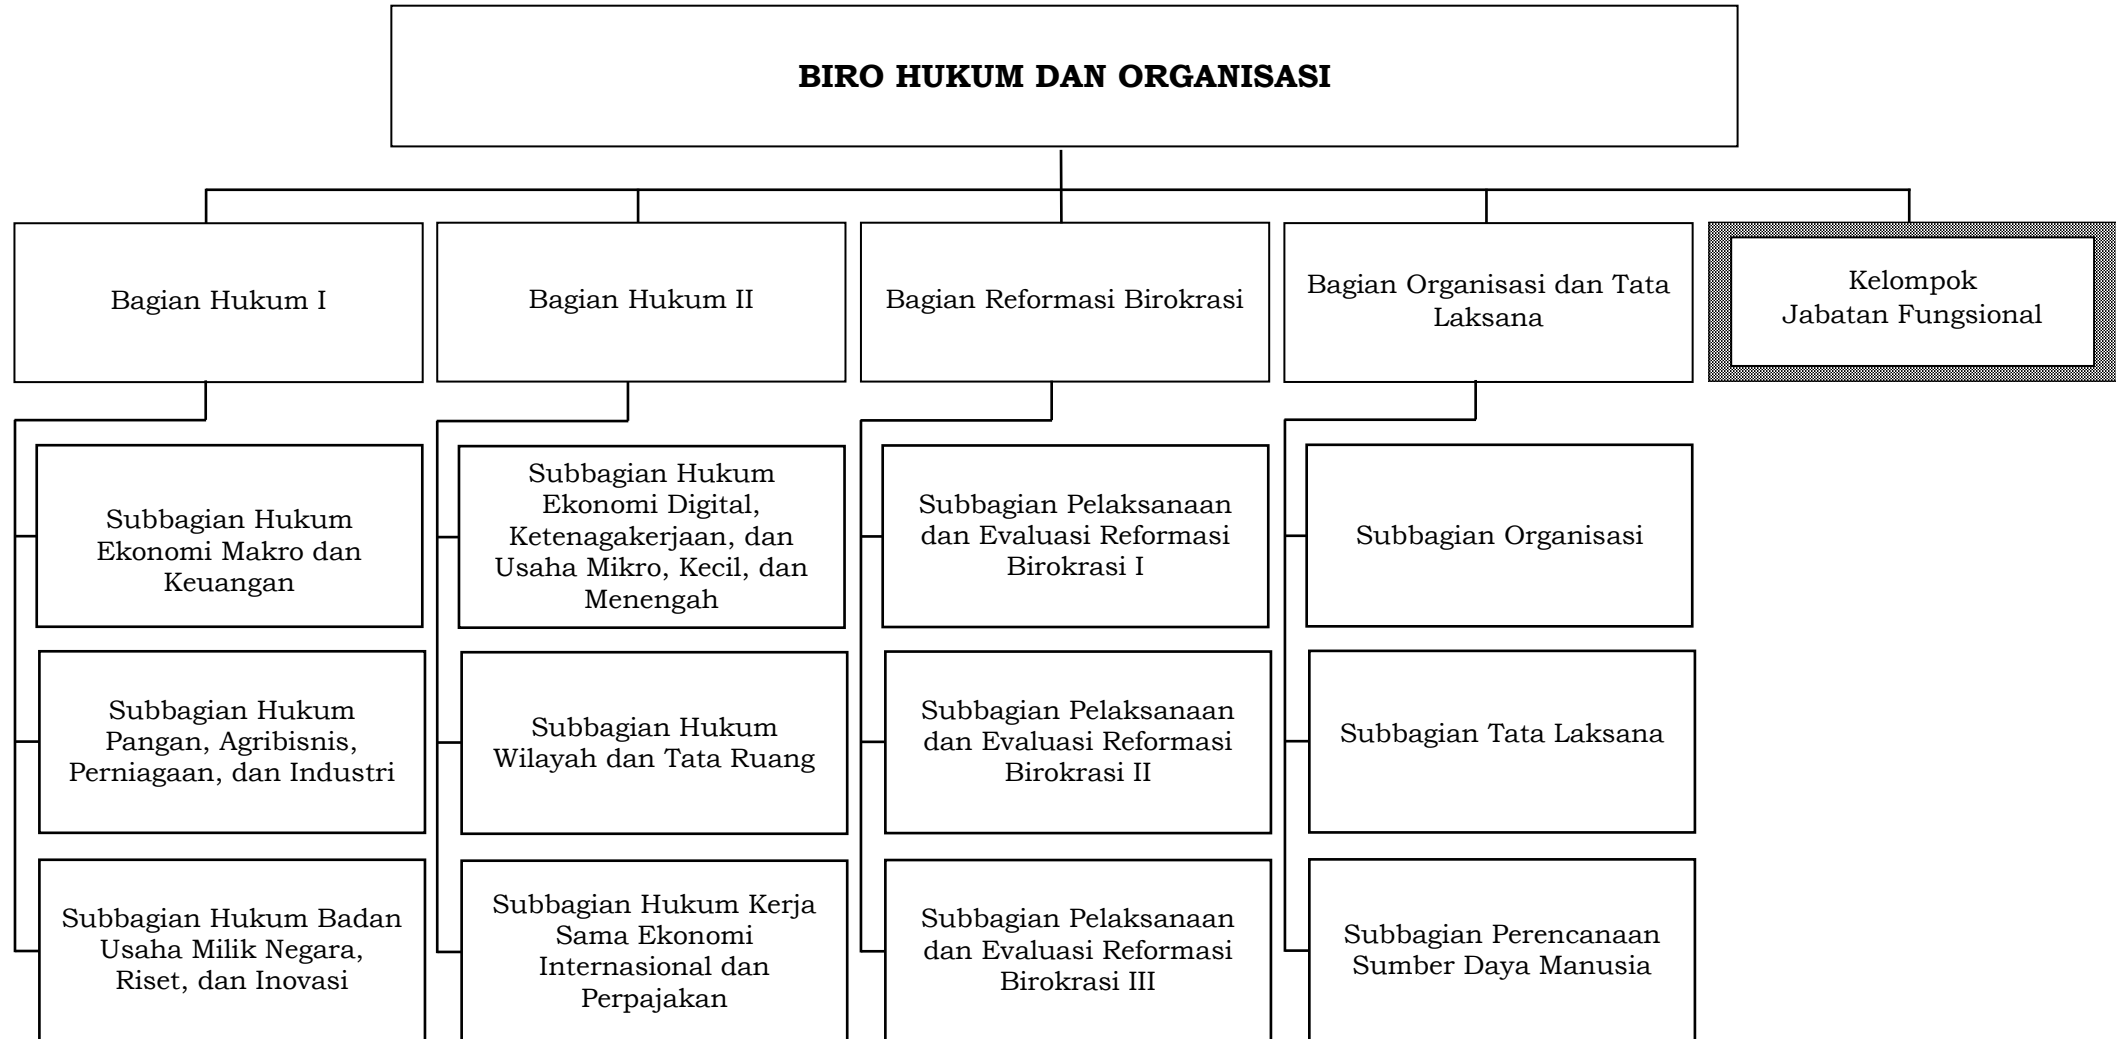 BIRO HUKUM DAN ORGANISASI
Bagian Hukum I
Bagian Hukum II
Bagian Reformasi Birokrasi
Bagian Organisasi dan Tata
Laksana
Kelompok
Jabatan Fungsional
Subbagian Hukum
Ekonomi Makro dan
Keuangan
Subbagian Hukum
Ekonomi Digital,
Ketenagakerjaan, dan
Usaha Mikro, Kecil, dan
Menengah
Subbagian Pelaksanaan
dan Evaluasi Reformasi
Birokrasi I
Subbagian Organisasi
Subbagian Hukum
Pangan, Agribisnis,
Perniagaan, dan Industri
Subbagian Hukum
Wilayah dan Tata Ruang
Subbagian Pelaksanaan
dan Evaluasi Reformasi
Birokrasi II
Subbagian Tata Laksana
Subbagian Hukum Badan
Usaha Milik Negara,
Riset, dan Inovasi
Subbagian Hukum Kerja
Sama Ekonomi
Internasional dan
Perpajakan
Subbagian Pelaksanaan
dan Evaluasi Reformasi
Birokrasi III
Subbagian Perencanaan
Sumber Daya Manusia